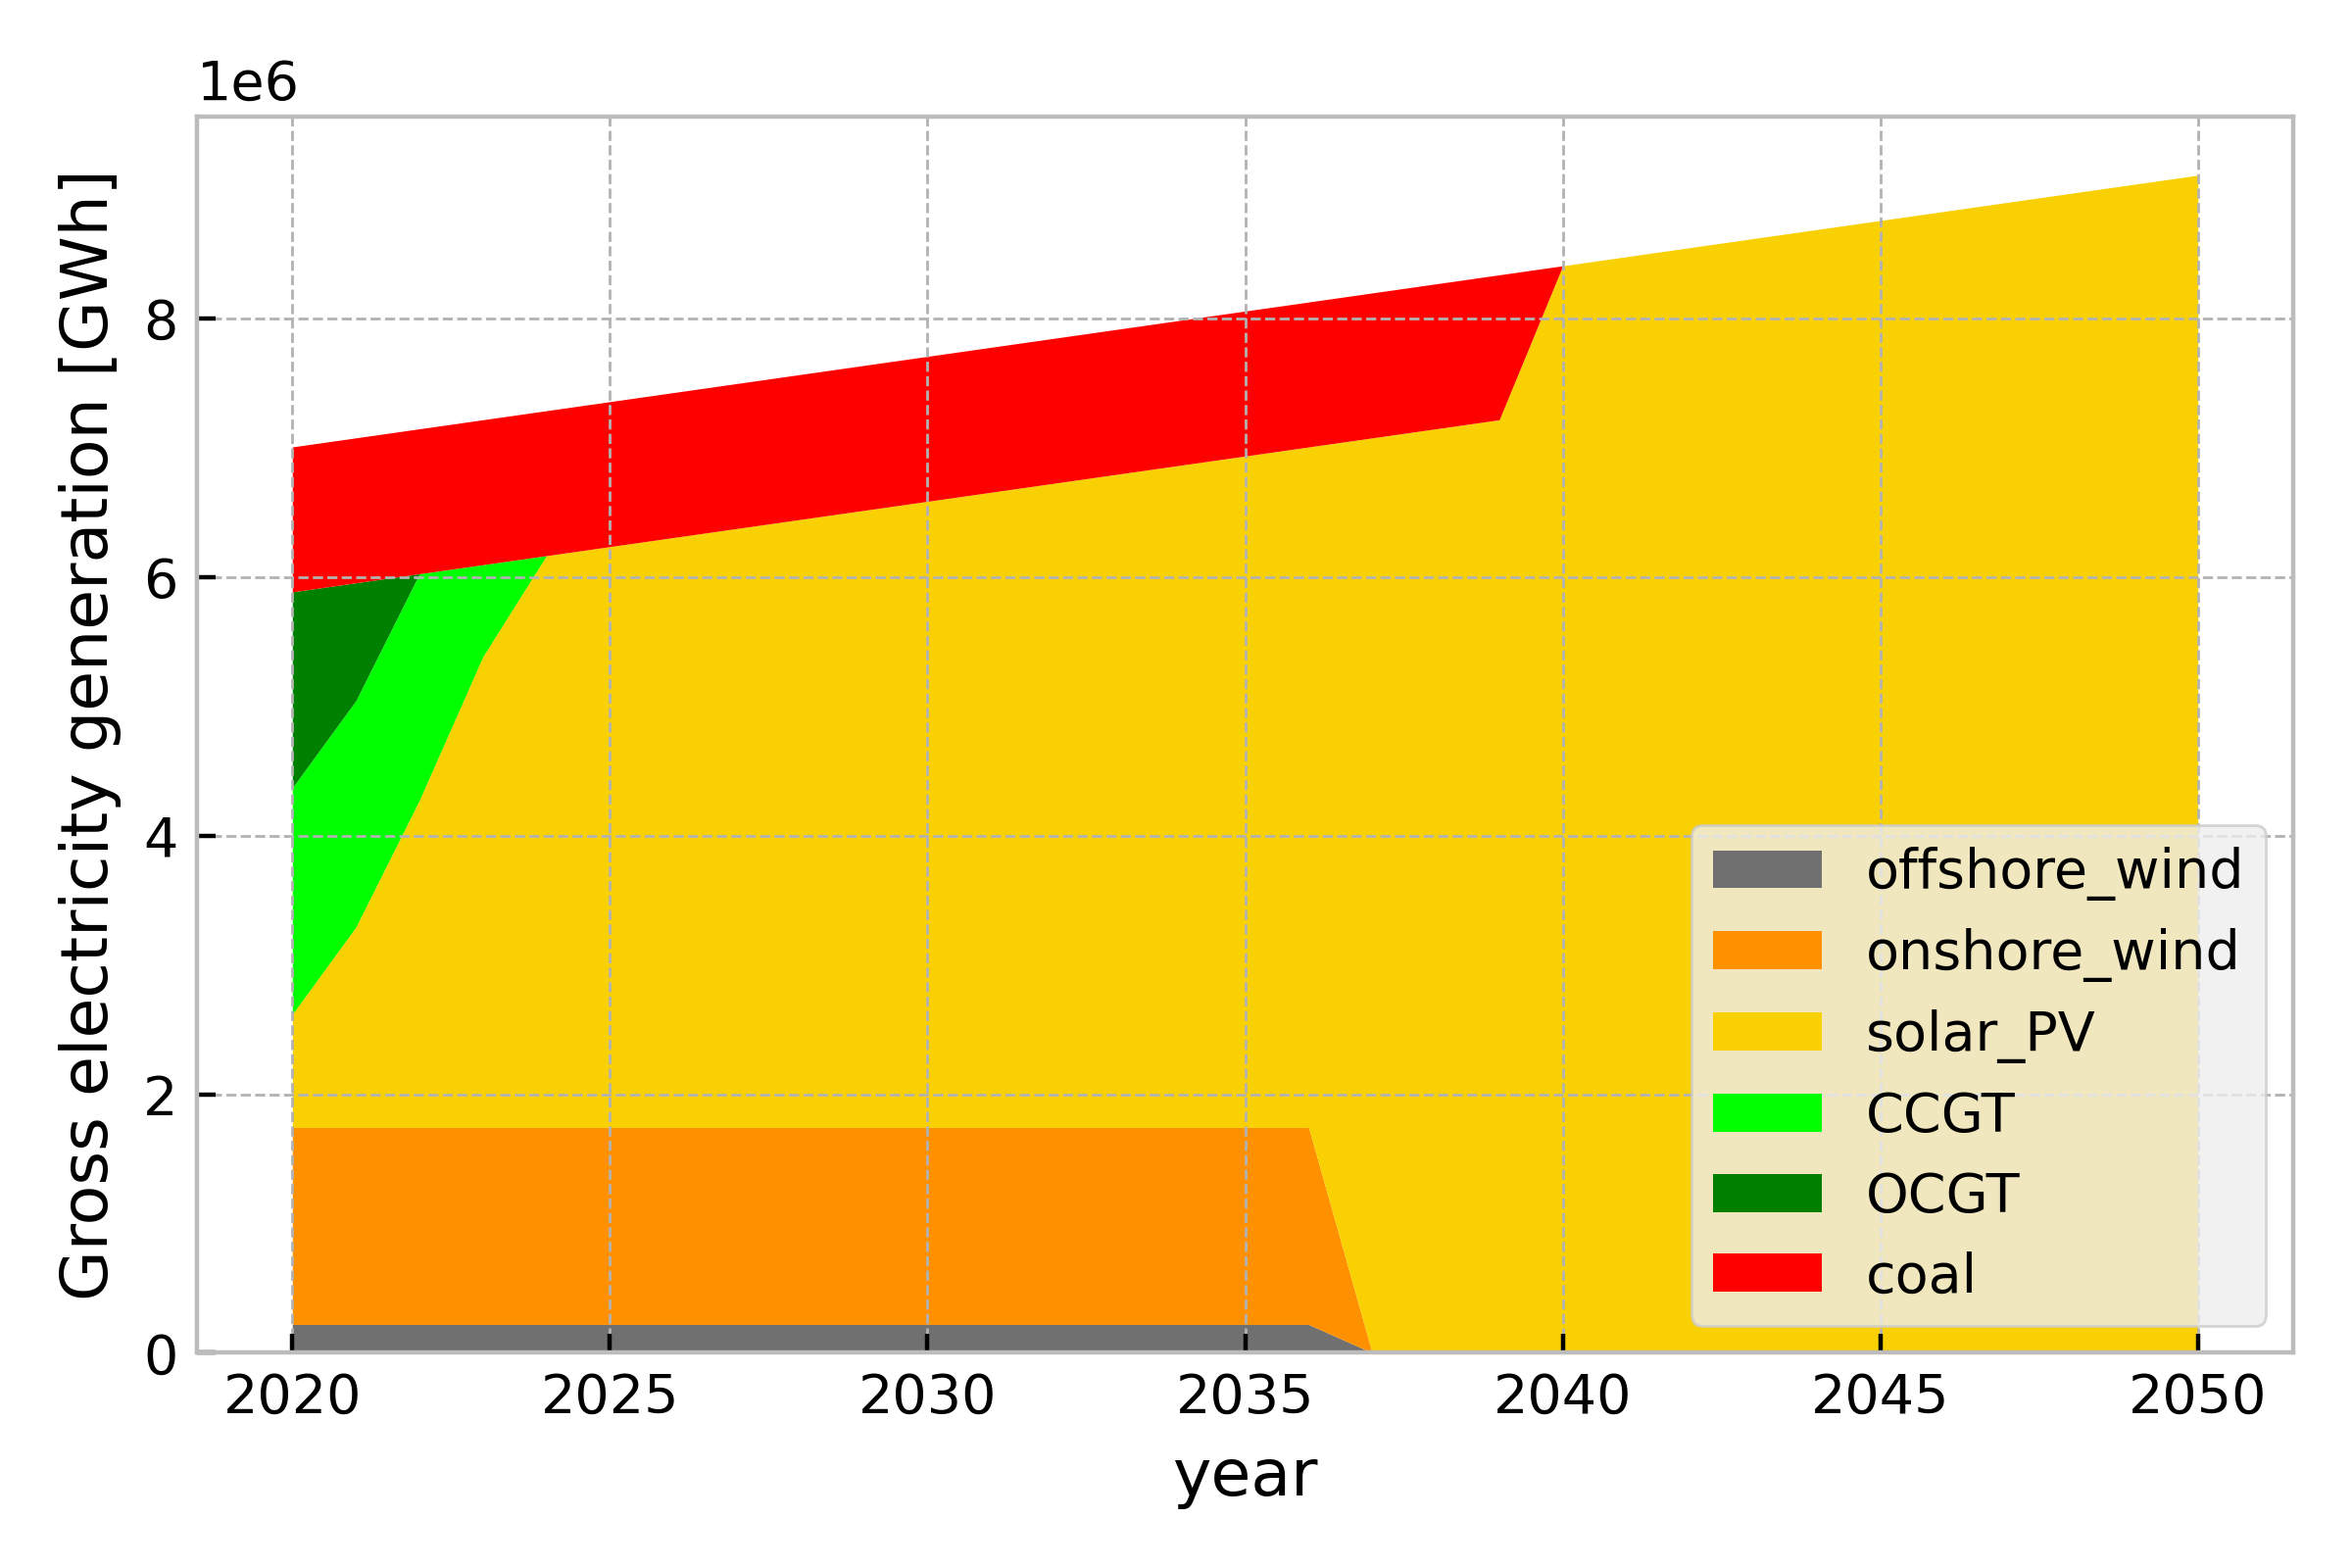 1e6
Gross electricity generation [GWh]
8
6
4
2
0
offshore_wind
onshore_wind
solar_PV
CCGT
OCGT
coal
2020 2025 2030 2035 2040 2045 2050
year